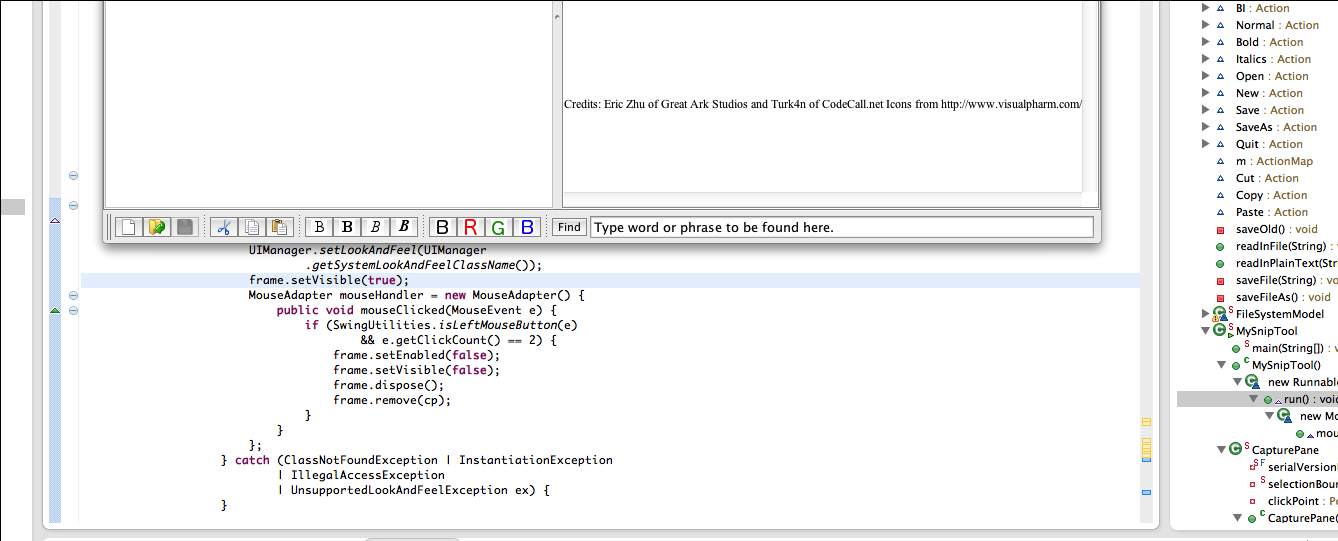 Credits: Eric Zhu of Great Ark Studios and Turk4n of CodeCall.net Icons from http://www.visualpharm.com/
B B B B B R G B Find Type word or phrase to be found here.
UIManager.setLookAndFeel(UIManager
.getSystemLookAndFeelClassName());
frame.setVisible(true);
MouseAdapter mouseHandler = new MouseAdapter() {
public void mouseClicked(MouseEvent e) {
if (SwingUtilities.isLeftMouseButton(e)
&& e.getClickCount() == 2) {
frame.setEnabled(false);
frame.setVisible(false);
frame.dispose();
frame.remove(cp);
}
}
};
} catch (ClassNotFoundException | InstantiationException
| IllegalAccessException
| UnsupportedLookAndFeelException ex) {
}
BI : Action
Normal : Action
Bold : Action
Italics : Action
Open : Action
New : Action
Save : Action
SaveAs : Action
Quit : Action
m : ActionMap
Cut : Action
Copy : Action
Paste : Action
saveOld() : void
readInFile(String) :
readInPlainText(Str
saveFile(String) : vo
saveFileAs() : void
FileSystemModel
MySnipTool
main(String[]) : v
MySnipTool()
new Runnabl
run() : void
new Mo
mou
CapturePane
serialVersion
selectionBour
clickPoint : Po
CapturePane(